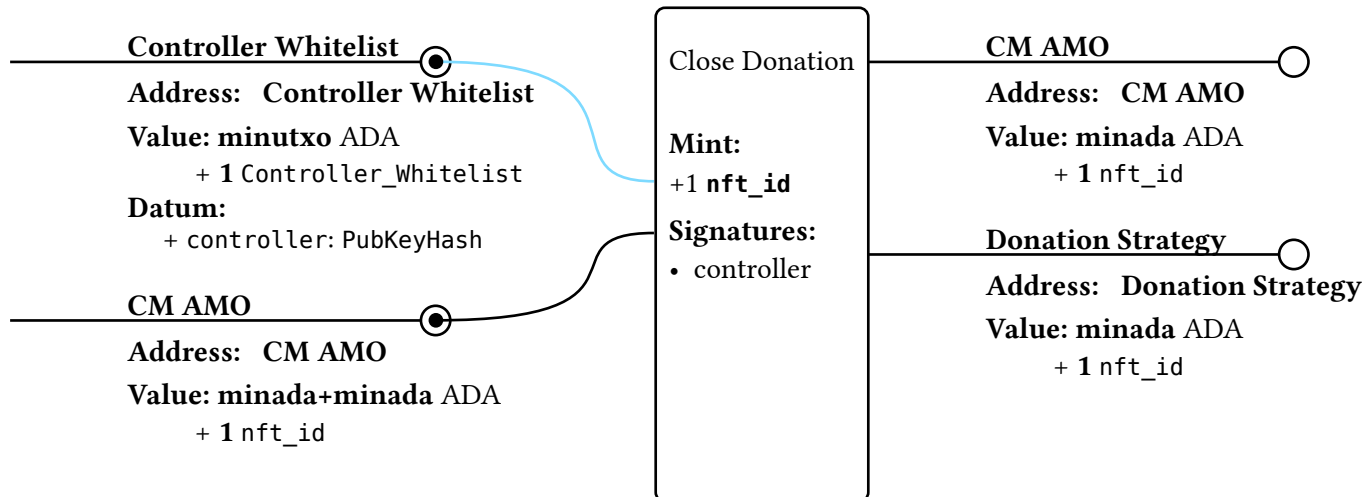 Controller Whitelist
Address: Controller Whitelist
Value: minutxo ADA
+ 1 Controller_Whitelist
Datum:
+ controller: PubKeyHash
CM AMO
Address: CM AMO
Value: minada+minada ADA
+ 1 nft_id
Close Donation
Mint:
+1 nft_id
Signatures:
• controller
CM AMO
Address: CM AMO
Value: minada ADA
+ 1 nft_id
Donation Strategy
Address: Donation Strategy
Value: minada ADA
+ 1 nft_id